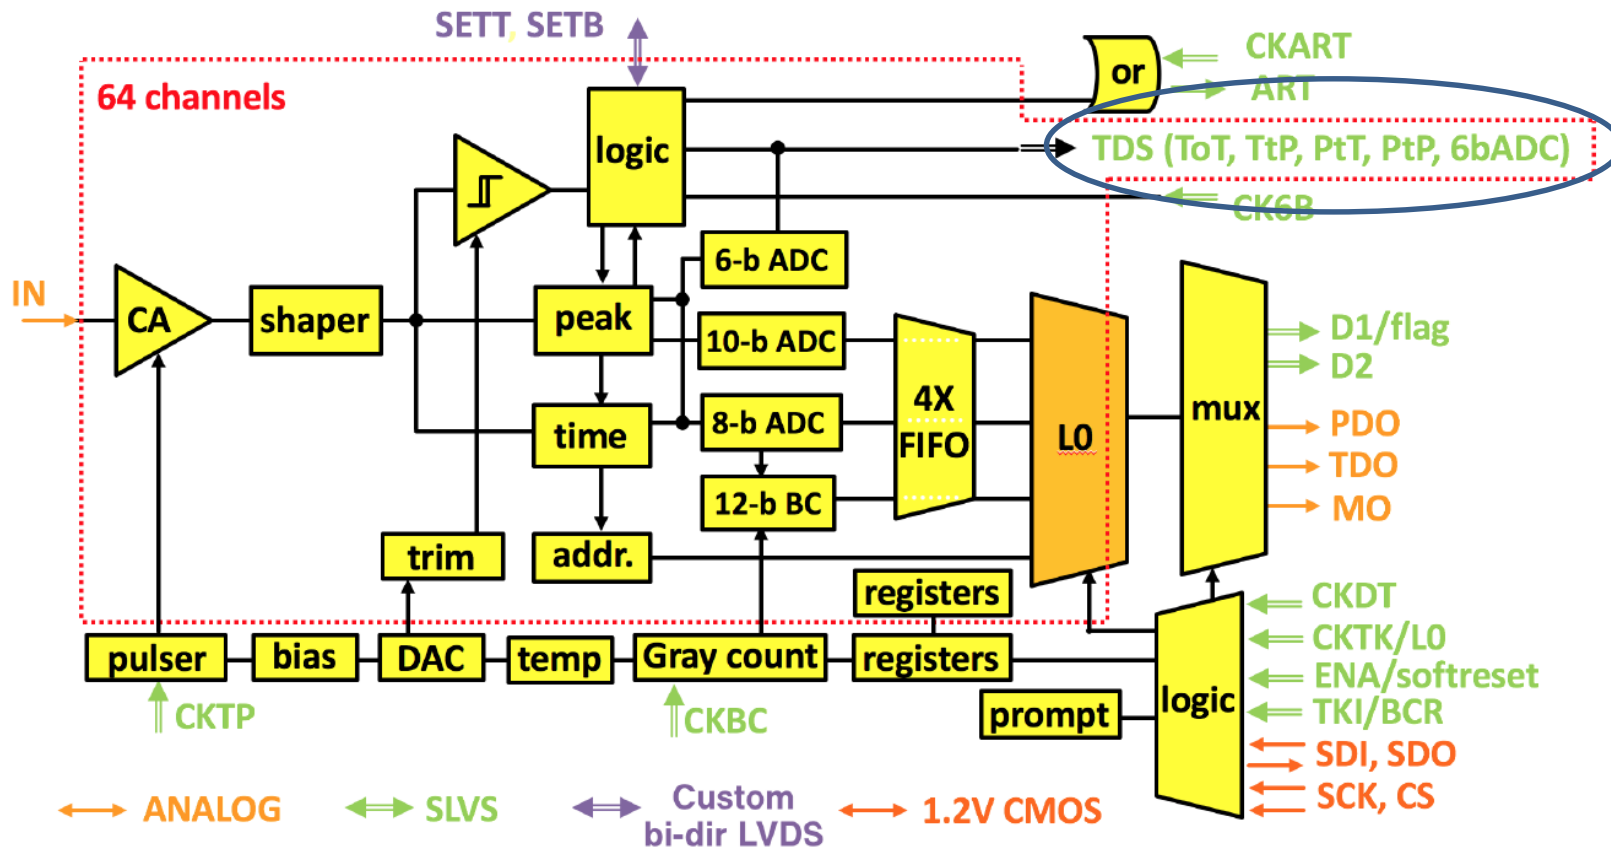 SETT, SETB
64 channels
or
CKART
ART
logic
TDS (ToT, TtP, PtT, PtP, 6bADC)
CK6B
6-b ADC
IN
CA
shaper
peak
10-b ADC
D1/flag
D2
4X
FIFO
mux
time
8-b ADC
L0
PDO
TDO
12-b BC
MO
trim
addr.
registers
CKDT
pulser
bias
DAC
temp
Gray count
registers
CKTK/L0
ENA/softreset
logic
prompt
TKI/BCR
CKTP
CKBC
SDI, SDO
SCK, CS
ANALOG
SLVS
Custom
bi-dir LVDS
1.2V CMOS